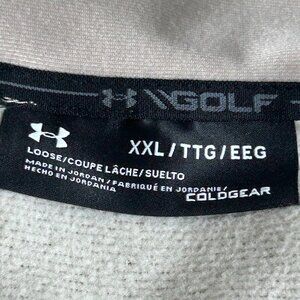 \\GOLF
XXL/TTG/EEG
LOOSE/COUPE LÂCHE/SUELTO
MADE IN JORDAN/FABRIQUÉ EN JORDANIE/
HECHO EN JORDANIA
COLDGEAR